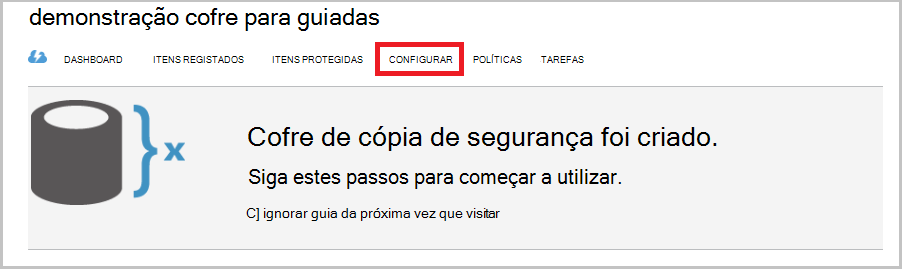 demonstração cofre para guiadas
DASHBOARD ITENS REGISTADOS ITENS PROTEGIDAS CONFIGURAR POLÍTICAS TAREFAS
x
Cofre de cópia de segurança foi criado.
Siga estes passos para começar a utilizar.
C] ignorar guia da próxima vez que visitar